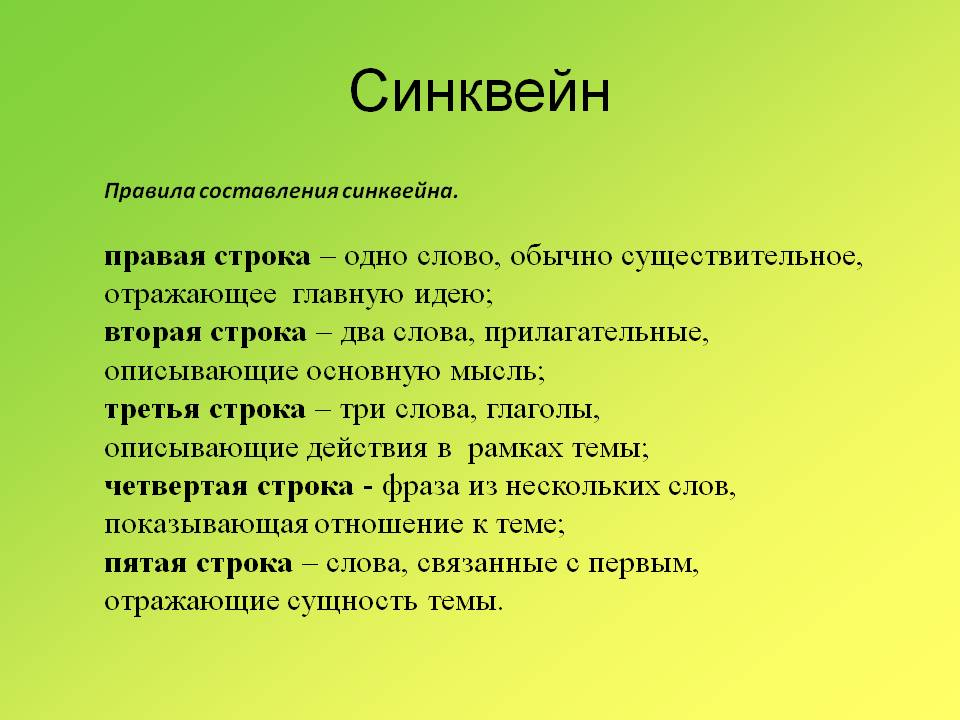 Синквейн
Правила составления синквейна.
правая строка – одно слово, обычно существительное,
отражающее главную идею;
вторая строка – два слова, прилагательные,
описывающие основную мысль;
третья строка – три слова, глаголы,
описывающие действия в рамках темы;
четвертая строка - фраза из нескольких слов,
показывающая отношение к теме;
пятая строка – слова, связанные с первым,
отражающие сущность темы.